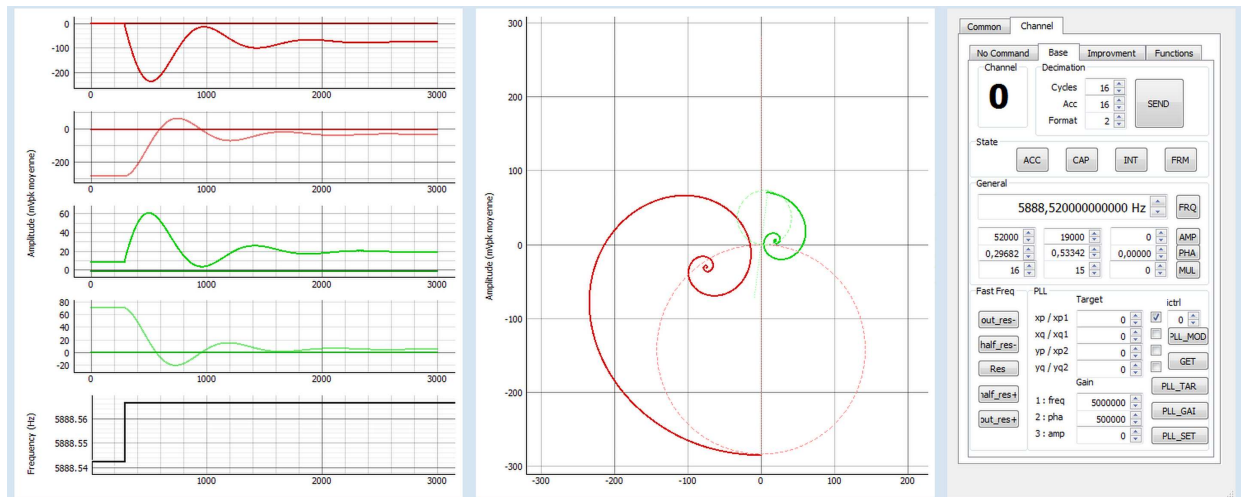 0
-100
-200
0 1000 2000 3000
0
-200
0 1000 2000 3000
60
40
20
0
0 1000 2000 3000
80
60
40
20
0
-20
0 1000 2000 3000
5888.56
5888.55
5888.54
0 1000 2000 3000
Amplitude (mVpk moyenne)
Frequency (Hz)
Amplitude (mVpk moyenne)
300
200
100
0
-100
-200
-300
-300 -200 -100 0 100 200
Common Channel
No Command Base Improvment Functions
Channel
0
Decimation
Cycles 16
Acc 16
Format 2
SEND
State
ACC CAP INT FRM
General
5888,520000000000 Hz FRQ
52000 19000 0 AMP
0,29682 0,53342 0,00000 PHA
16 15 0 MUL
Fast Freq
out_res-
half_res-
Res
half_res+
out_res+
PLL
Target ictrl
xp / xp1 0 0
xq / xq1 0 PLL_MOD
yp / xp2 0
yq / yq2 0 GET
Gain
PLL_TAR
1 : freq 5000000
2 : pha 500000 PLL_GAI
3 : amp 0 PLL_SET